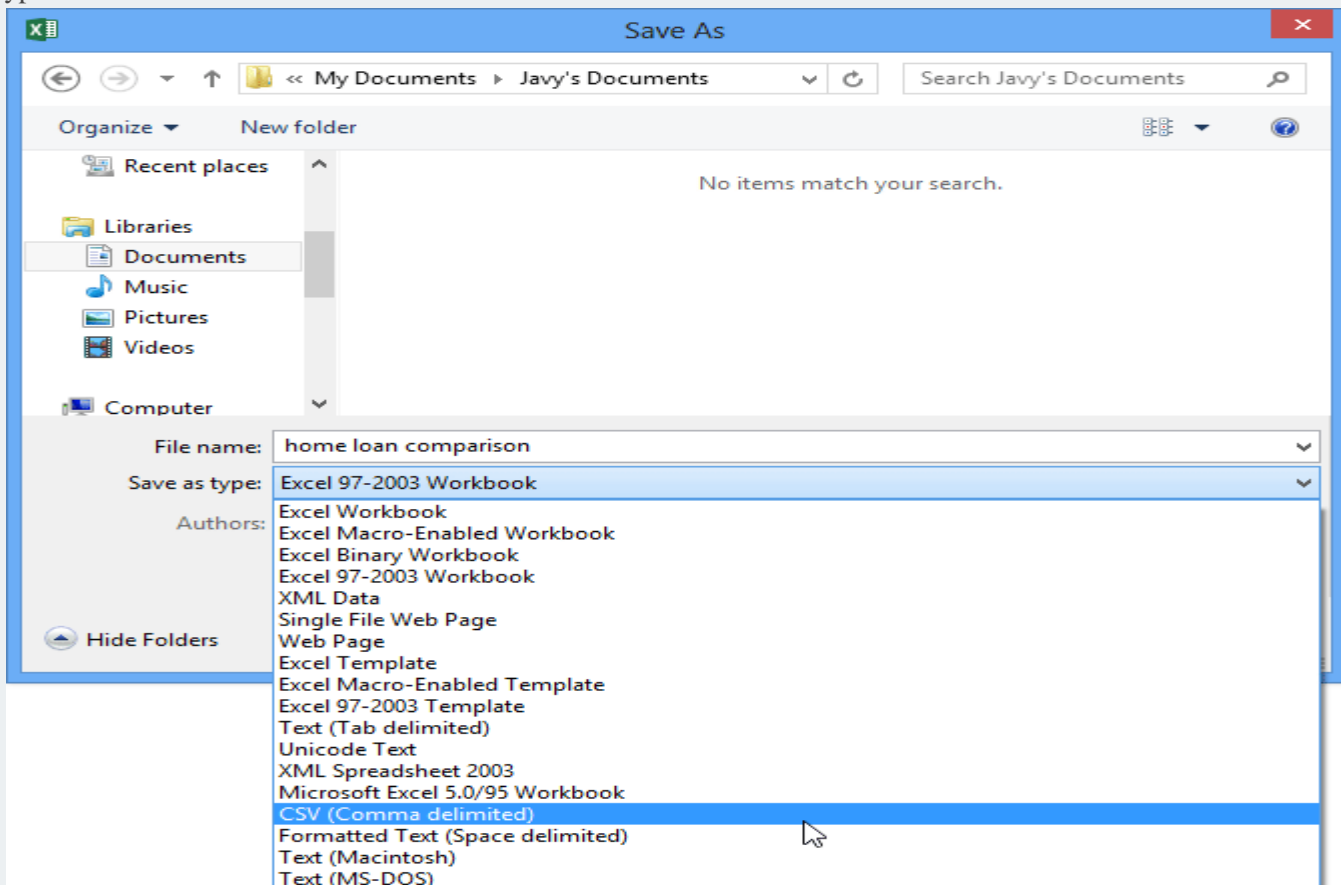 Save As
« My Documents Javy's Documents
Search Javy's Documents
Organize New folder
Recent places
No items match your search.
Libraries
Documents
Music
Pictures
Videos
Computer
File name: home loan comparison
Save as type: Excel 97-2003 Workbook
Authors:
Excel Workbook
Excel Macro-Enabled Workbook
Excel Binary Workbook
Excel 97-2003 Workbook
XML Data
Single File Web Page
Hide Folders
Web Page
Excel Template
Excel Macro-Enabled Template
Excel 97-2003 Template
Text (Tab delimited)
Unicode Text
XML Spreadsheet 2003
Microsoft Excel 5.0/95 Workbook
CSV (Comma delimited)
Formatted Text (Space delimited)
Text (Macintosh)
Text (MS-DOS)